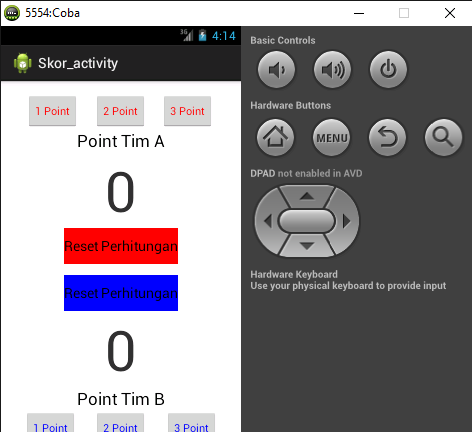 5554:Coba
3G 4:14
Skor_activity
1 Point 2 Point 3 Point
Point Tim A
0
Reset Perhitungan
Reset Perhitungan
0
Point Tim B
1 Point 2 Point 3 Point
Basic Controls
Hardware Buttons
MENU
DPAD not enabled in AVD
Hardware Keyboard
Use your physical keyboard to provide input